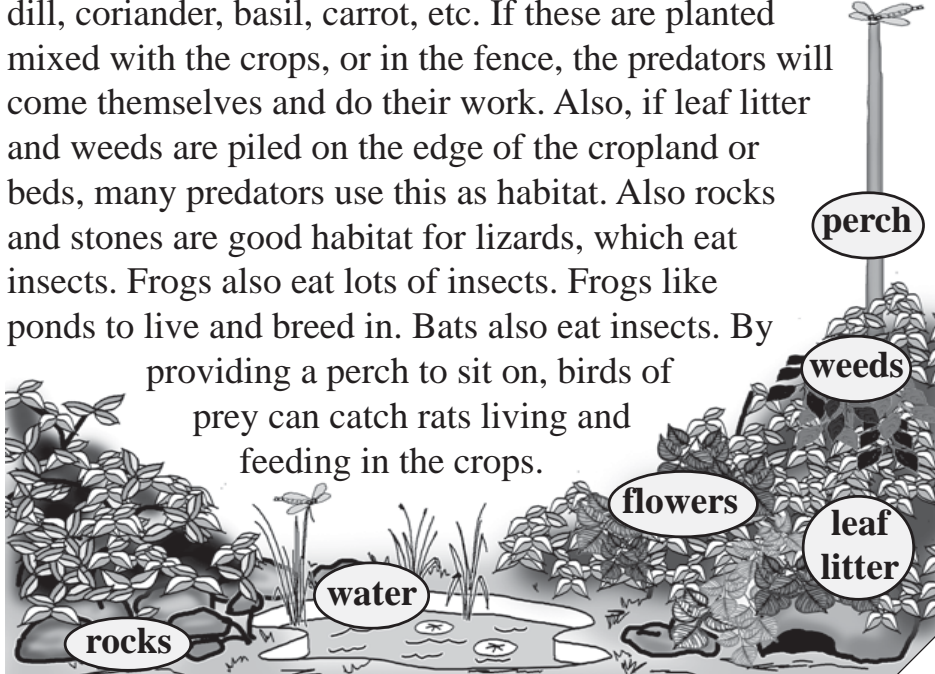 dill, coriander, basil, carrot, etc. If these are planted
mixed with the crops, or in the fence, the predators will
come themselves and do their work. Also, if leaf litter
and weeds are piled on the edge of the cropland or
beds, many predators use this as habitat. Also rocks
and stones are good habitat for lizards, which eat
insects. Frogs also eat lots of insects. Frogs like
ponds to live and breed in. Bats also eat insects. By
providing a perch to sit on, birds of
prey can catch rats living and
feeding in the crops.
perch
weeds
flowers
leaf
litter
water
rocks